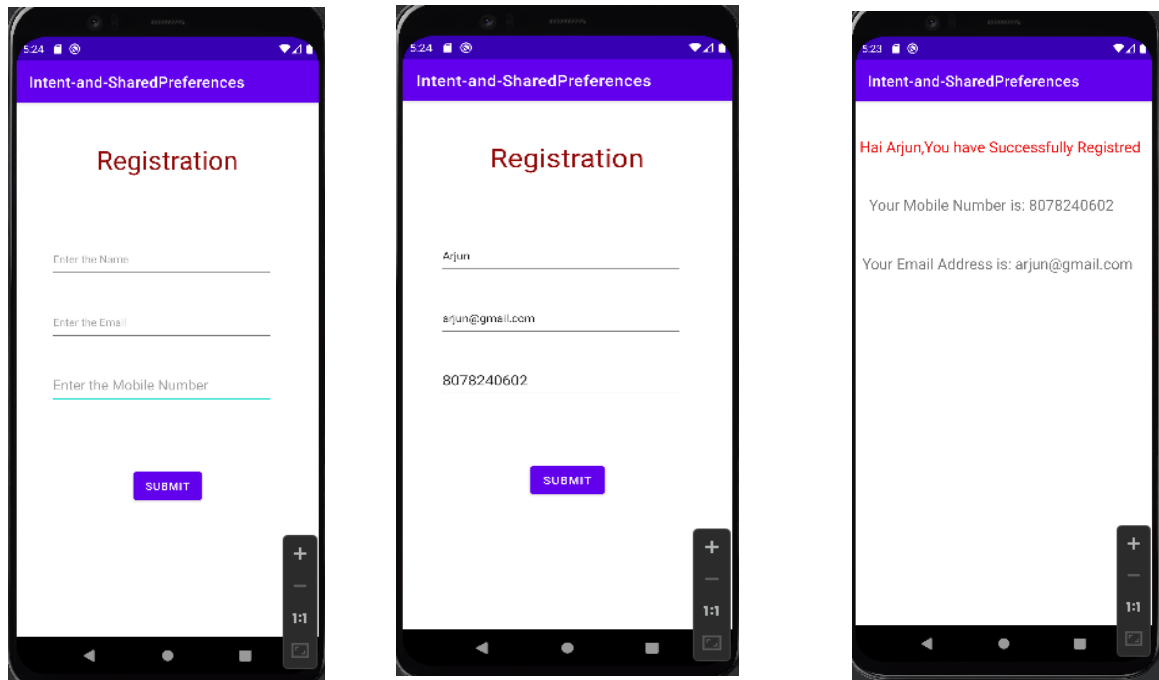 5:24
Intent-and-SharedPreferences
Registration
Enter the Name
Enter the Email
Enter the Mobile Number
SUBMIT
1:1
5:24
Intent-and-SharedPreferences
Registration
Arjun
arjun@gmail.com
8078240602
SUBMIT
1:1
5:23
Intent-and-SharedPreferences
Hai Arjun,You have Successfully Registred
Your Mobile Number is: 8078240602
Your Email Address is: arjun@gmail.com
1:1